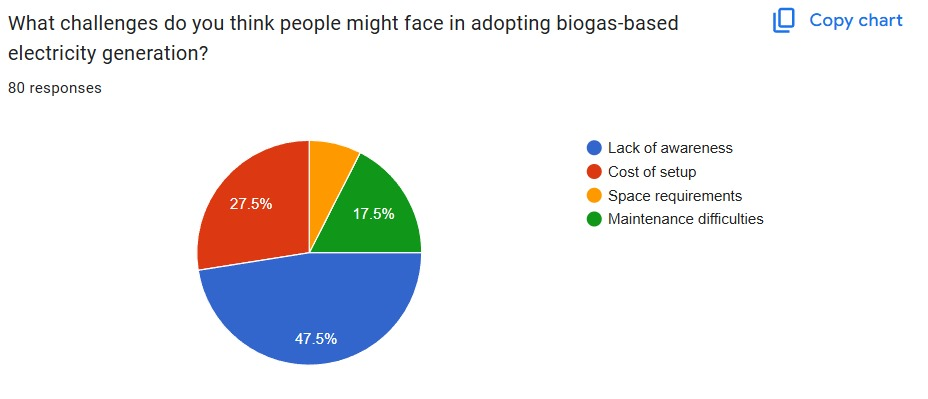 What challenges do you think people might face in adopting biogas-based
electricity generation?
Copy chart
80 responses
27.5%
17.5%
47.5%
Lack of awareness
Cost of setup
Space requirements
Maintenance difficulties